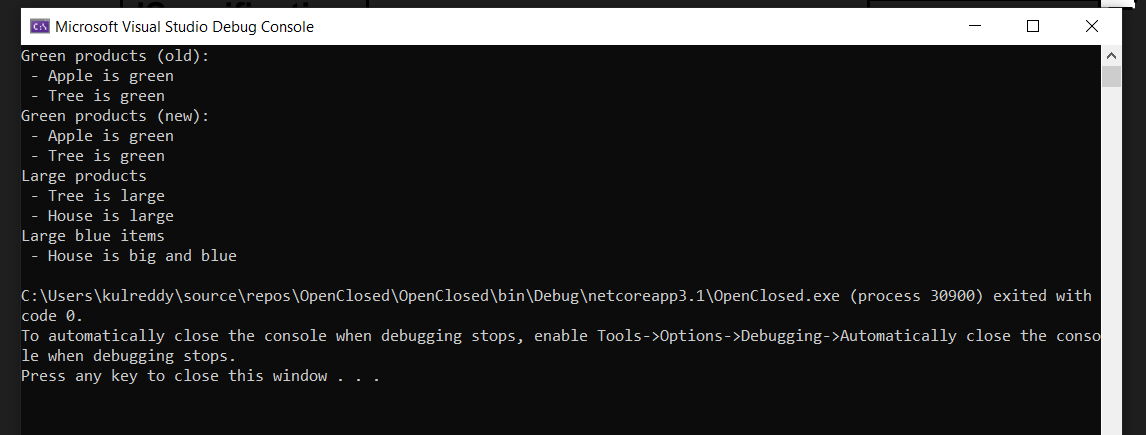 Microsoft Visual Studio Debug Console
Green products (old):
 - Apple is green
 - Tree is green
Green products (new):
 - Apple is green
 - Tree is green
Large products
 - Tree is large
 - House is large
Large blue items
 - House is big and blue
C:\Users\kulreddy\source\repos\OpenClosed\OpenClosed\bin\Debug\netcoreapp3.1\OpenClosed.exe (process 30900) exited with
code 0.
To automatically close the console when debugging stops, enable Tools->Options->Debugging->Automatically close the conso
le when debugging stops.
Press any key to close this window . . .